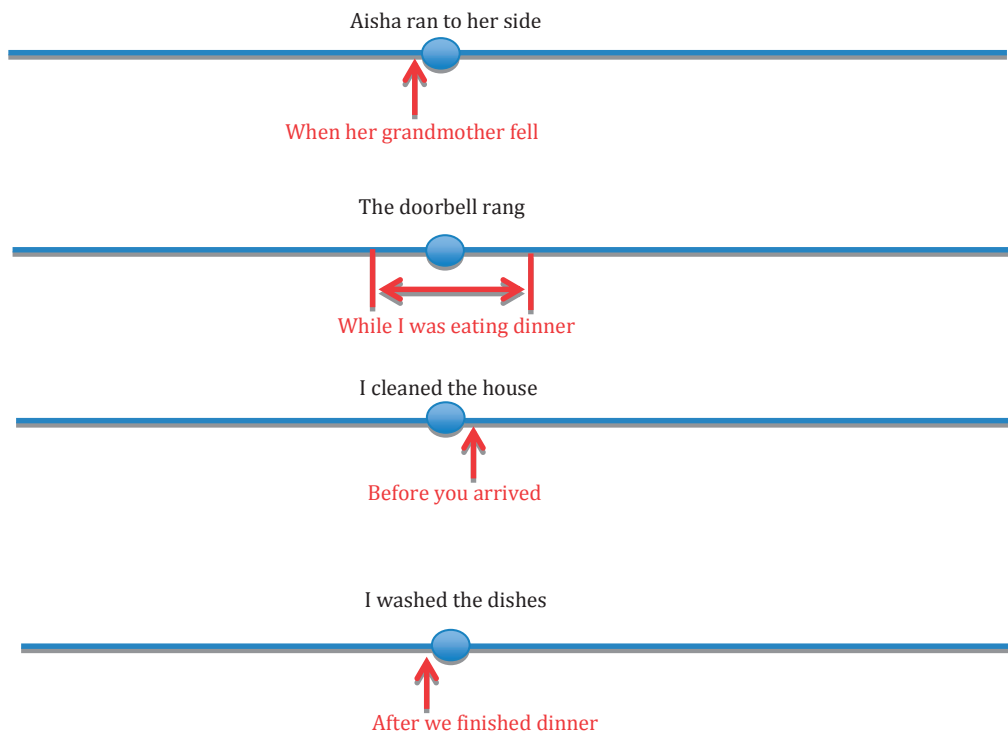 Aisha ran to her side
When her grandmother fell
The doorbell rang
While I was eating dinner
I cleaned the house
Before you arrived
I washed the dishes
After we finished dinner